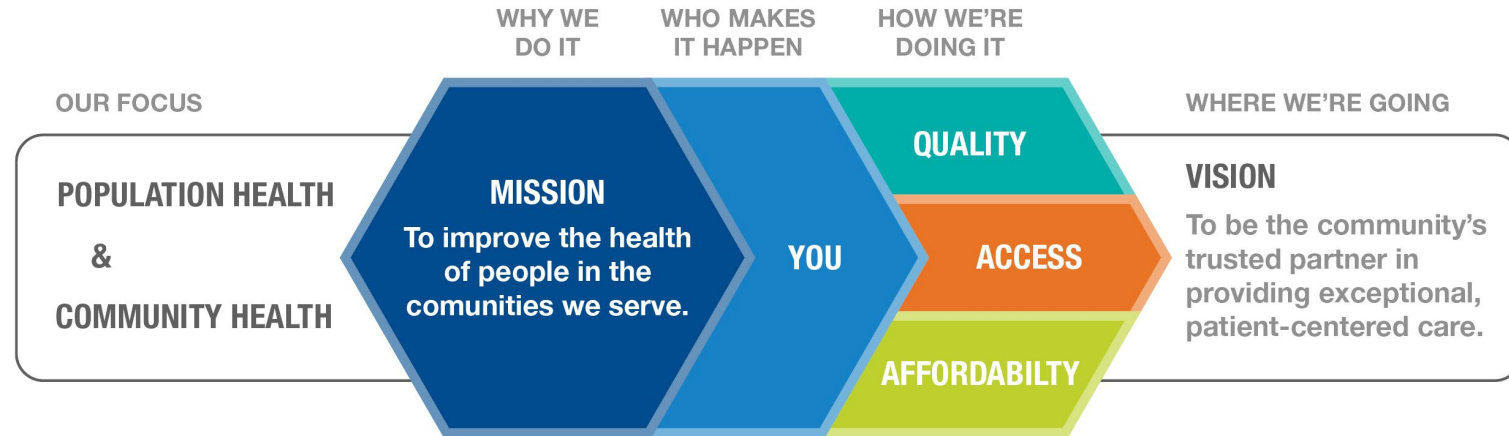 WHY WE
DO IT
WHO MAKES
IT HAPPEN
HOW WE'RE
DOING IT
OUR FOCUS
POPULATION HEALTH
&
COMMUNITY HEALTH
MISSION
To improve the health
of people in the
comunities we serve.
YOU
QUALITY
ACCESS
AFFORDABILTY
WHERE WE'RE GOING
VISION
To be the community's
trusted partner in
providing exceptional,
patient-centered care.